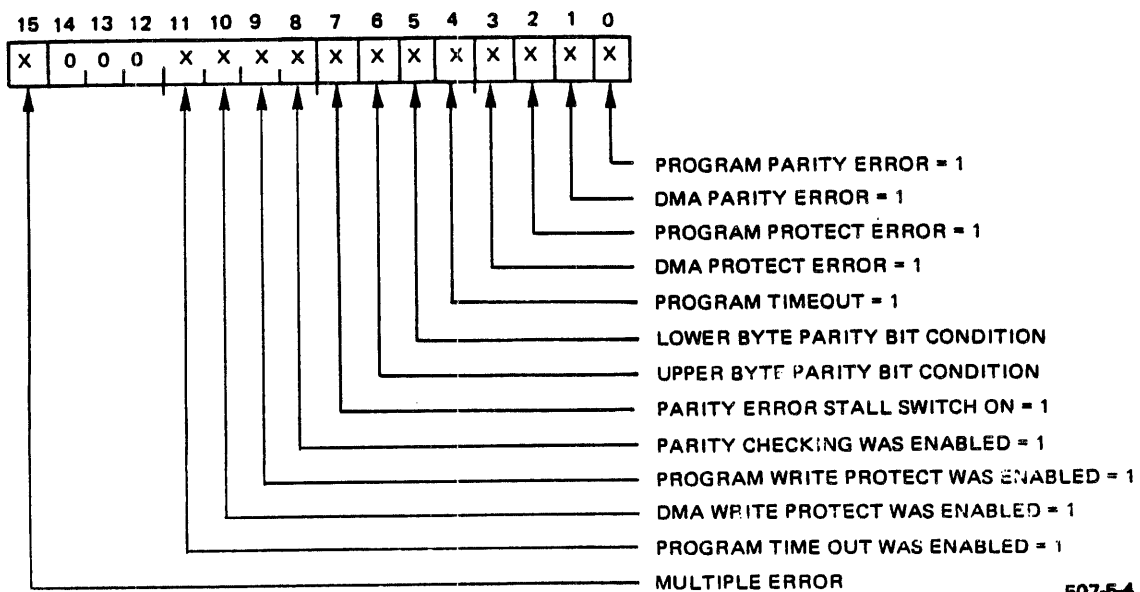 15 14 13 12 11 10 9 8 7 6 5 4 3 2 1 0
X 0 0 0 X X X X X X X X X X X X
PROGRAM PARITY ERROR = 1
DMA PARITY ERROR = 1
PROGRAM PROTECT ERROR = 1
DMA PROTECT ERROR = 1
PROGRAM TIMEOUT = 1
LOWER BYTE PARITY BIT CONDITION
UPPER BYTE PARITY BIT CONDITION
PARITY ERROR STALL SWITCH ON = 1
PARITY CHECKING WAS ENABLED = 1
PROGRAM WRITE PROTECT WAS ENABLED = 1
DMA WRITE PROTECT WAS ENABLED = 1
PROGRAM TIME OUT WAS ENABLED = 1
MULTIPLE ERROR
507-5-4